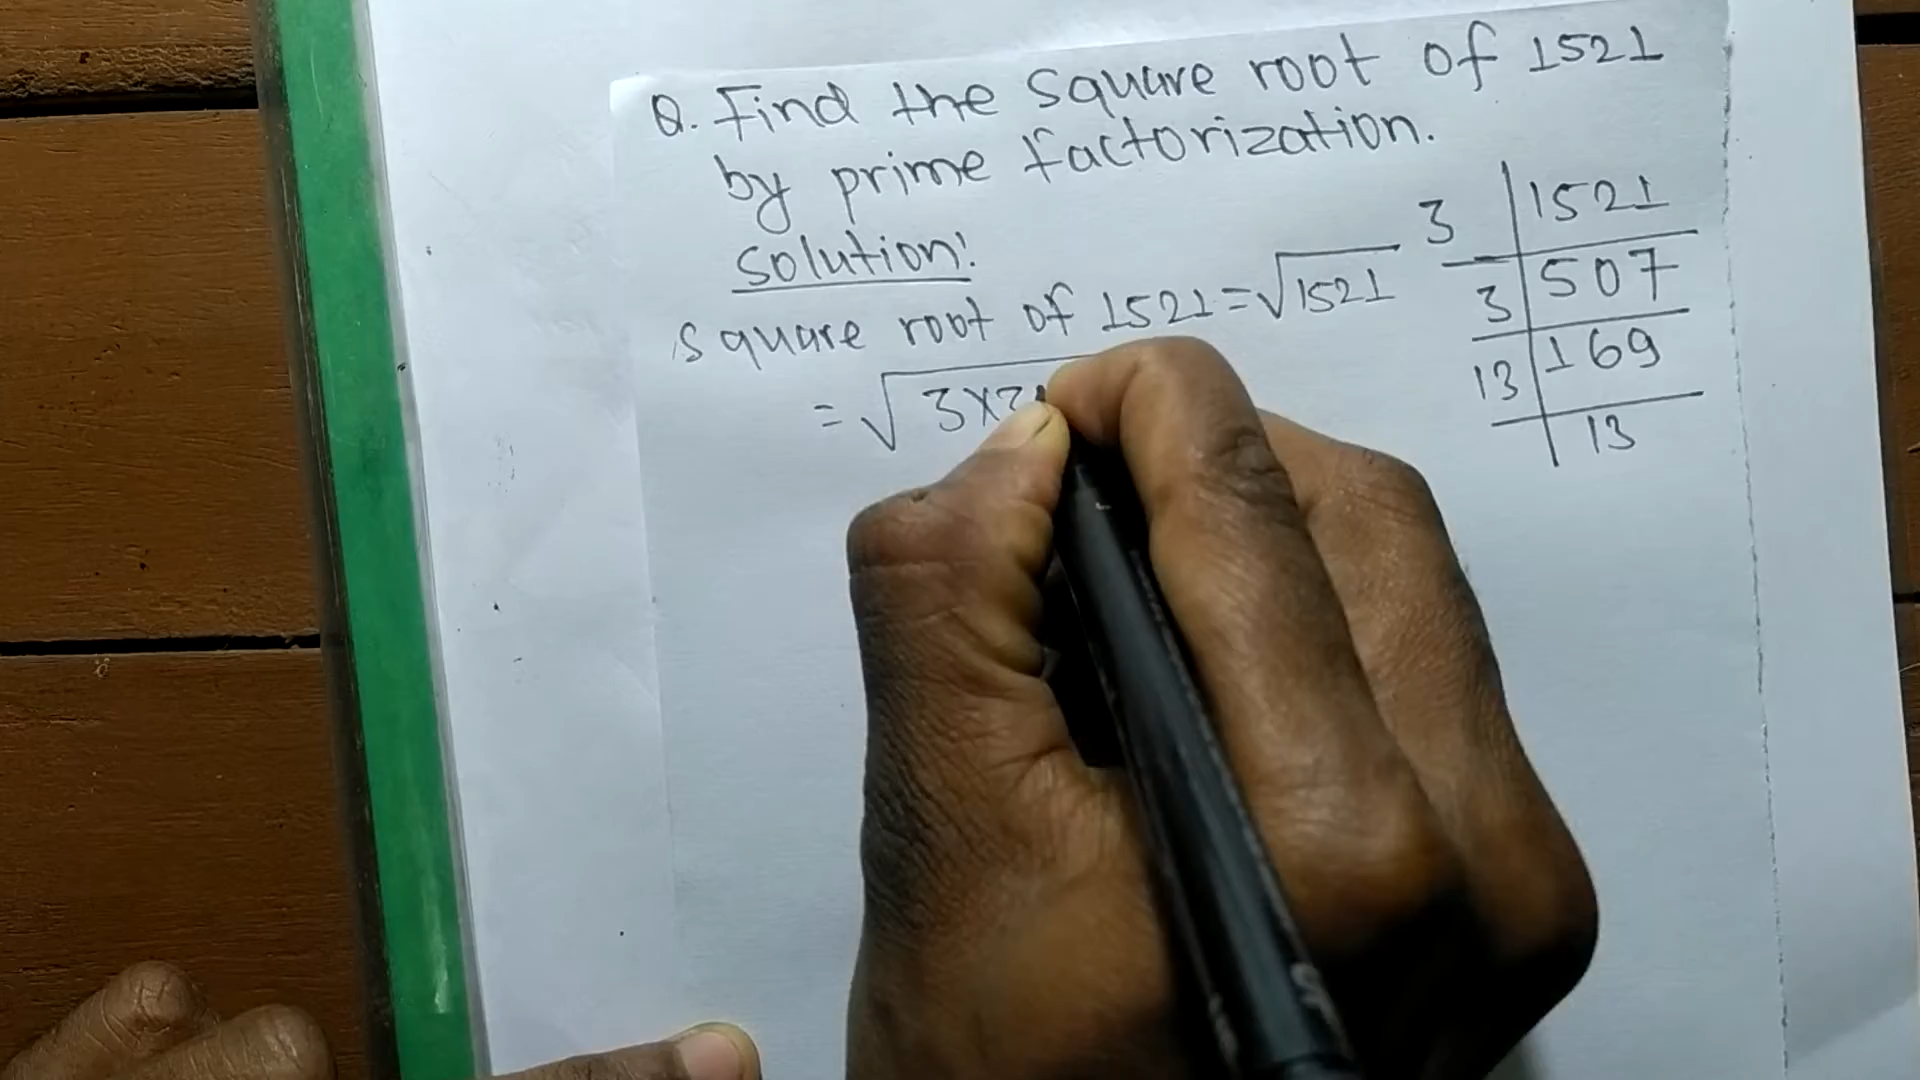 Q. Find the square root of 1521
by prime factorization.
Solution:
square root of 1521 = √1521
= √3×3
3 | 1521
3 | 507
13 | 169
13